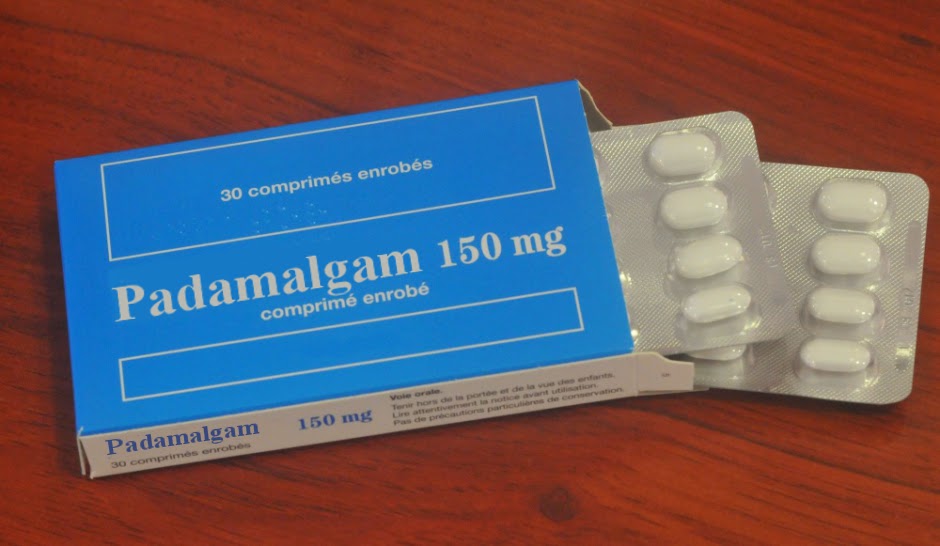 30 comprimés enrobés
Padamalgam 150 mg
comprimé enrobé
Padamalgam 150 mg
30 comprimés enrobés
Voie orale.
Tenir hors de la portée et de la vue des enfants.
Lire attentivement la notice avant utilisation.
Pas de précautions particulières de conservation.